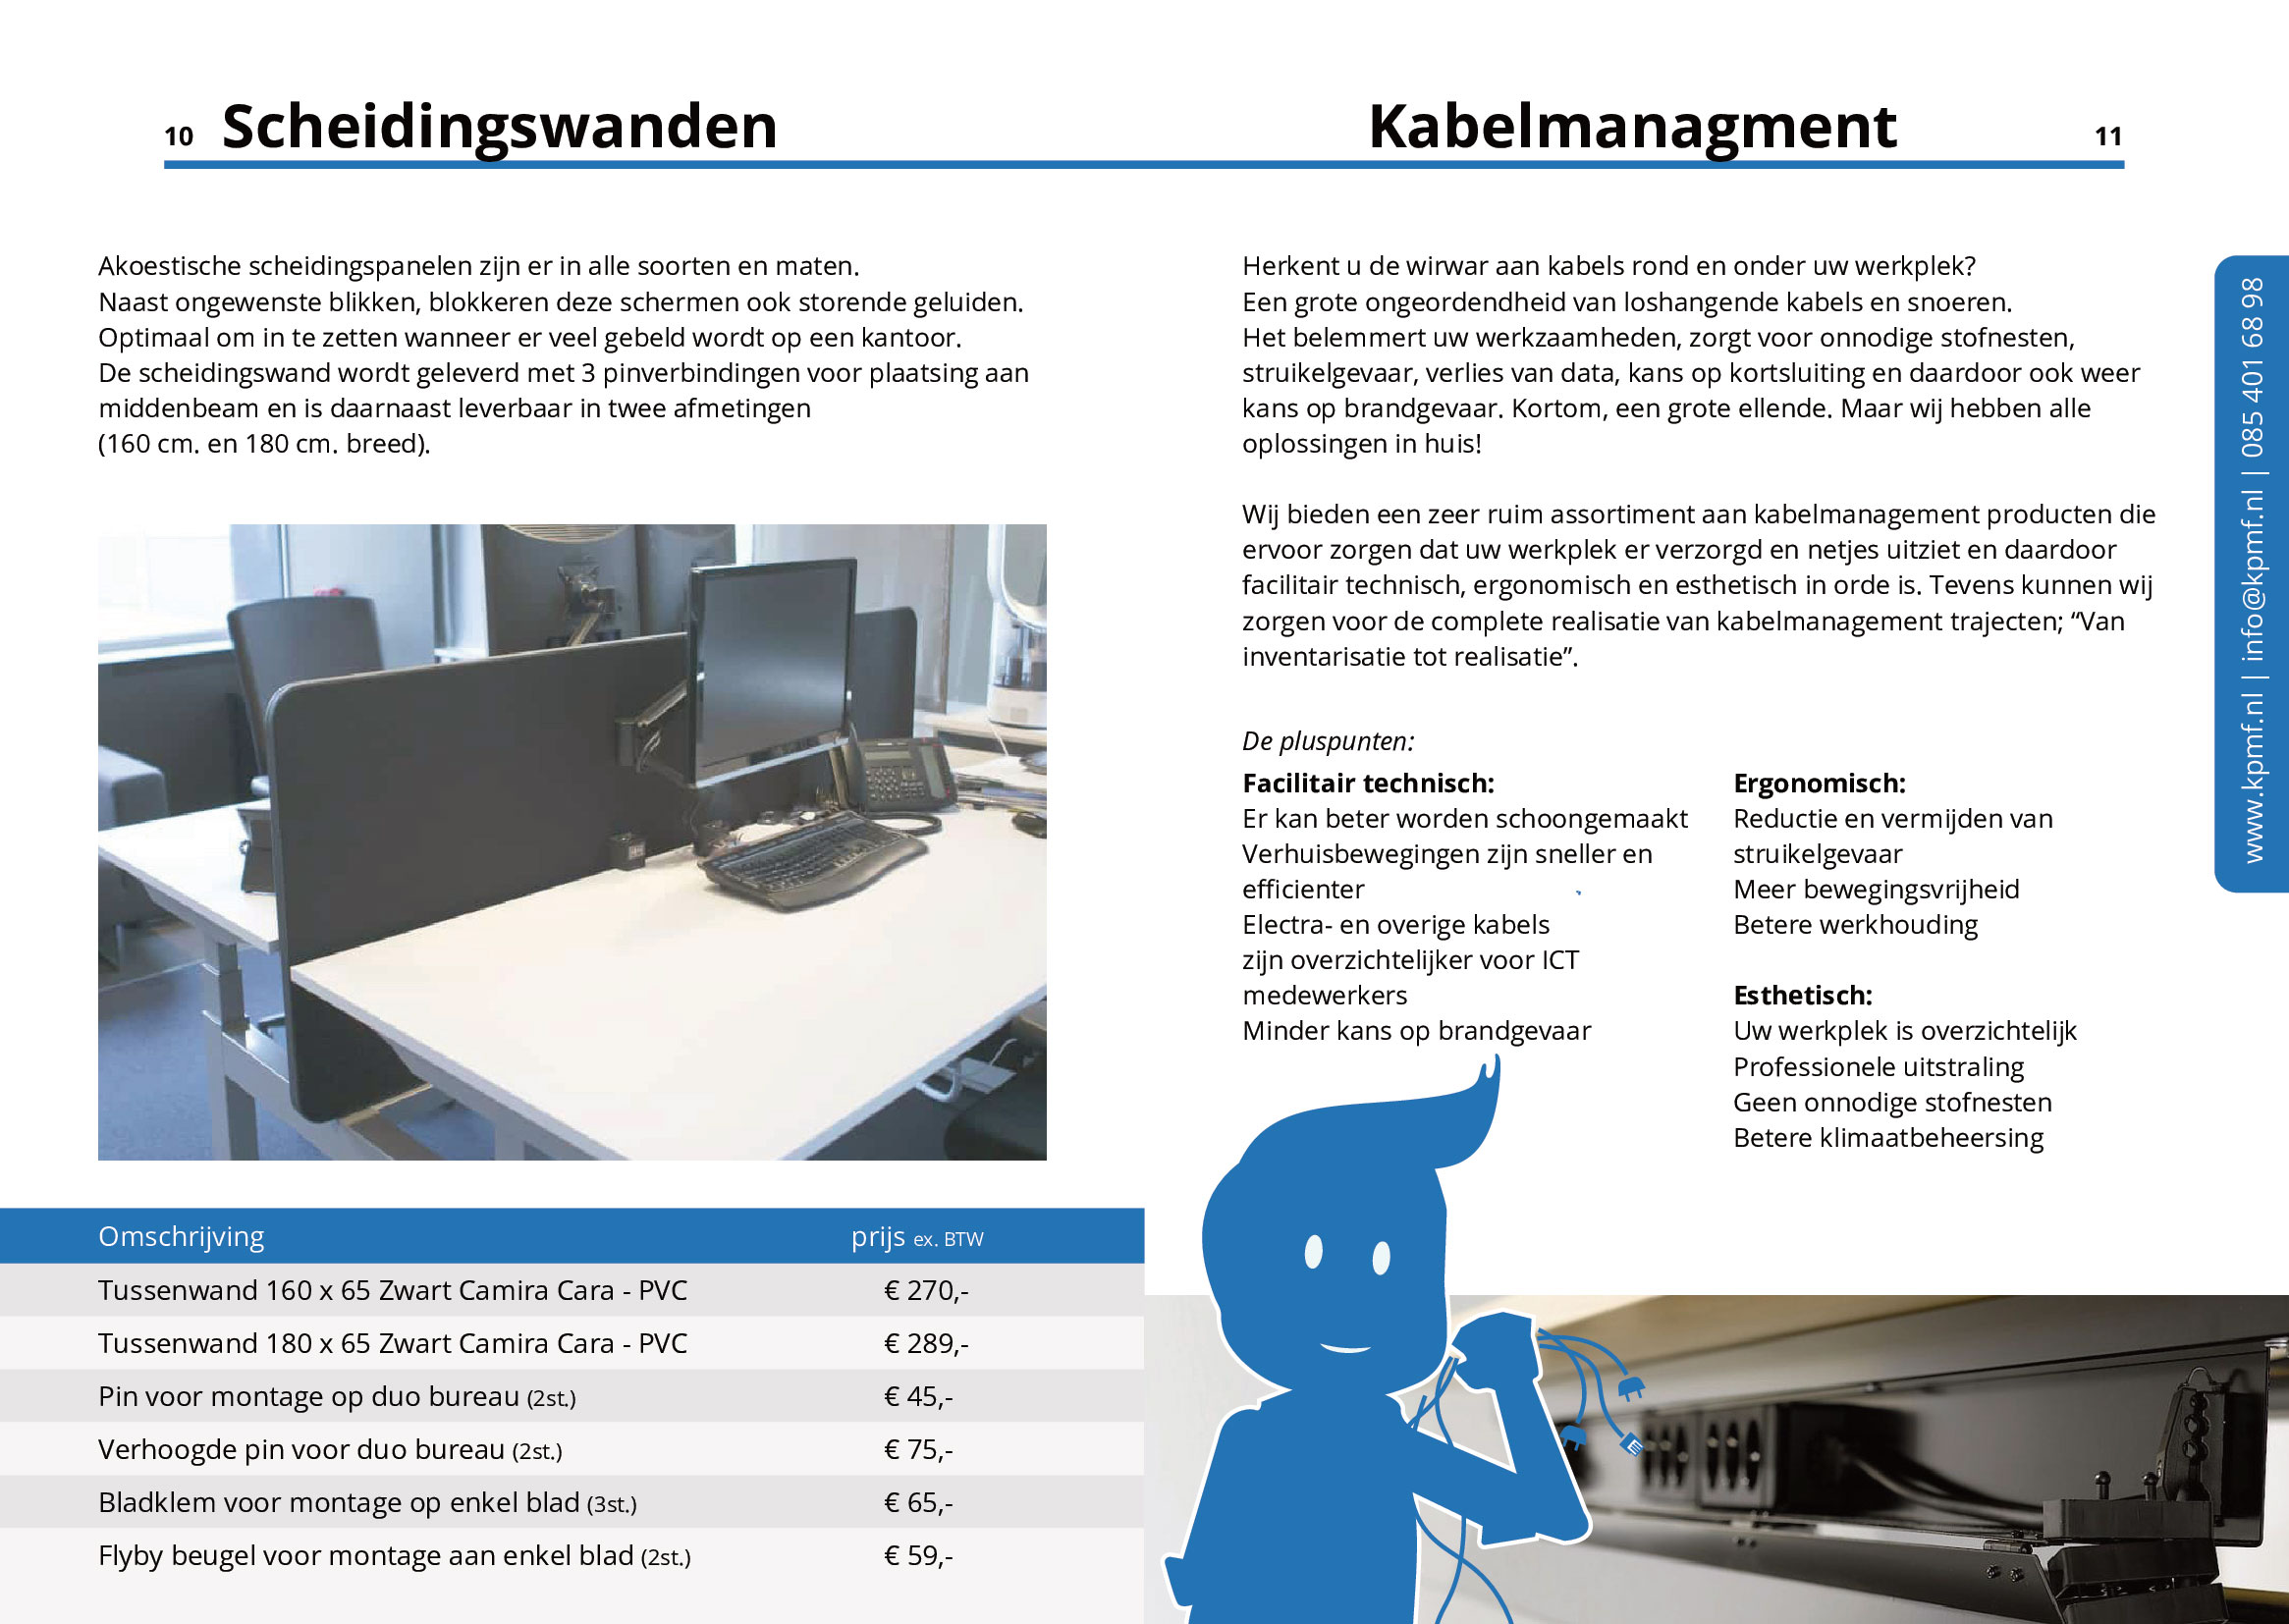 10 Scheidingswanden
Akoestische scheidingspanelen zijn er in alle soorten en maten.
Naast ongewenste blikken, blokkeren deze schermen ook storende geluiden.
Optimaal om in te zetten wanneer er veel gebeld wordt op een kantoor.
De scheidingswand wordt geleverd met 3 pinverbindingen voor plaatsing aan
middenbeam en is daarnaast leverbaar in twee afmetingen
(160 cm. en 180 cm. breed).
Omschrijving prijs ex. BTW
Tussenwand 160 x 65 Zwart Camira Cara - PVC € 270,-
Tussenwand 180 x 65 Zwart Camira Cara - PVC € 289,-
Pin voor montage op duo bureau (2st.) € 45,-
Verhoogde pin voor duo bureau (2st.) € 75,-
Bladklem voor montage op enkel blad (3st.) € 65,-
Flyby beugel voor montage aan enkel blad (2st.) € 59,-
Kabelmanagment 11
Herkent u de wirwar aan kabels rond en onder uw werkplek?
Een grote ongeordendheid van loshangende kabels en snoeren.
Het belemmert uw werkzaamheden, zorgt voor onnodige stofnesten,
struikelgevaar, verlies van data, kans op kortsluiting en daardoor ook weer
kans op brandgevaar. Kortom, een grote ellende. Maar wij hebben alle
oplossingen in huis!
Wij bieden een zeer ruim assortiment aan kabelmanagement producten die
ervoor zorgen dat uw werkplek er verzorgd en netjes uitziet en daardoor
facilitair technisch, ergonomisch en esthetisch in orde is. Tevens kunnen wij
zorgen voor de complete realisatie van kabelmanagement trajecten; “Van
inventarisatie tot realisatie”.
De pluspunten:
Facilitair technisch:
Er kan beter worden schoongemaakt
Verhuisbewegingen zijn sneller en
efficienter
Electra- en overige kabels
zijn overzichtelijker voor ICT
medewerkers
Minder kans op brandgevaar
Ergonomisch:
Reductie en vermijden van
struikelgevaar
Meer bewegingsvrijheid
Betere werkhouding
Esthetisch:
Uw werkplek is overzichtelijk
Professionele uitstraling
Geen onnodige stofnesten
Betere klimaatbeheersing
www.kpmf.nl | info@kpmf.nl | 085 401 68 98